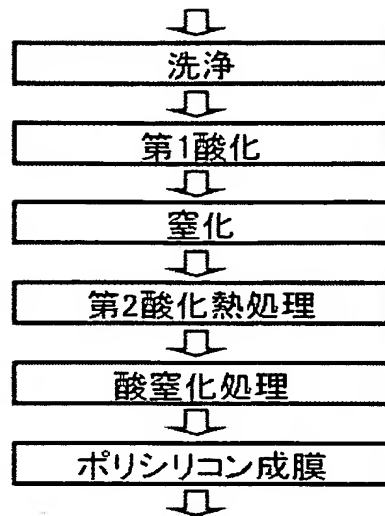 洗浄
第1酸化
窒化
第2酸化熱処理
酸窒化処理
ポリシリコン成膜